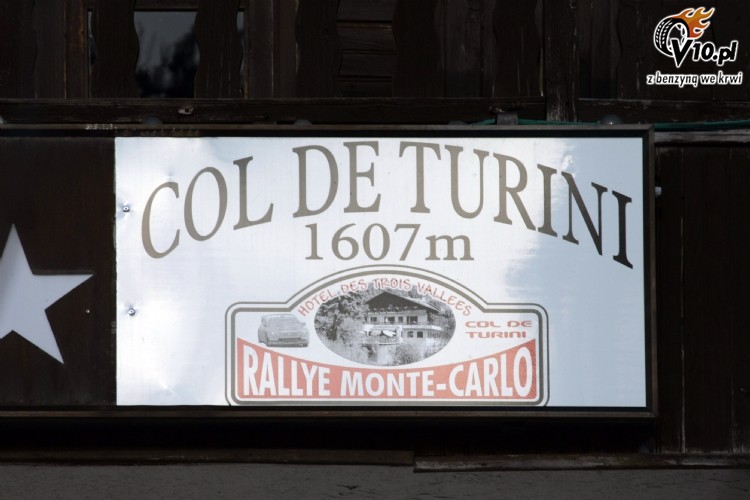 V10.pl
z benzyną we krwi
COL DE TURINI
1607m
HOTEL DES TROIS VALLEES
COL DE
TURINI
RALLYE MONTE-CARLO